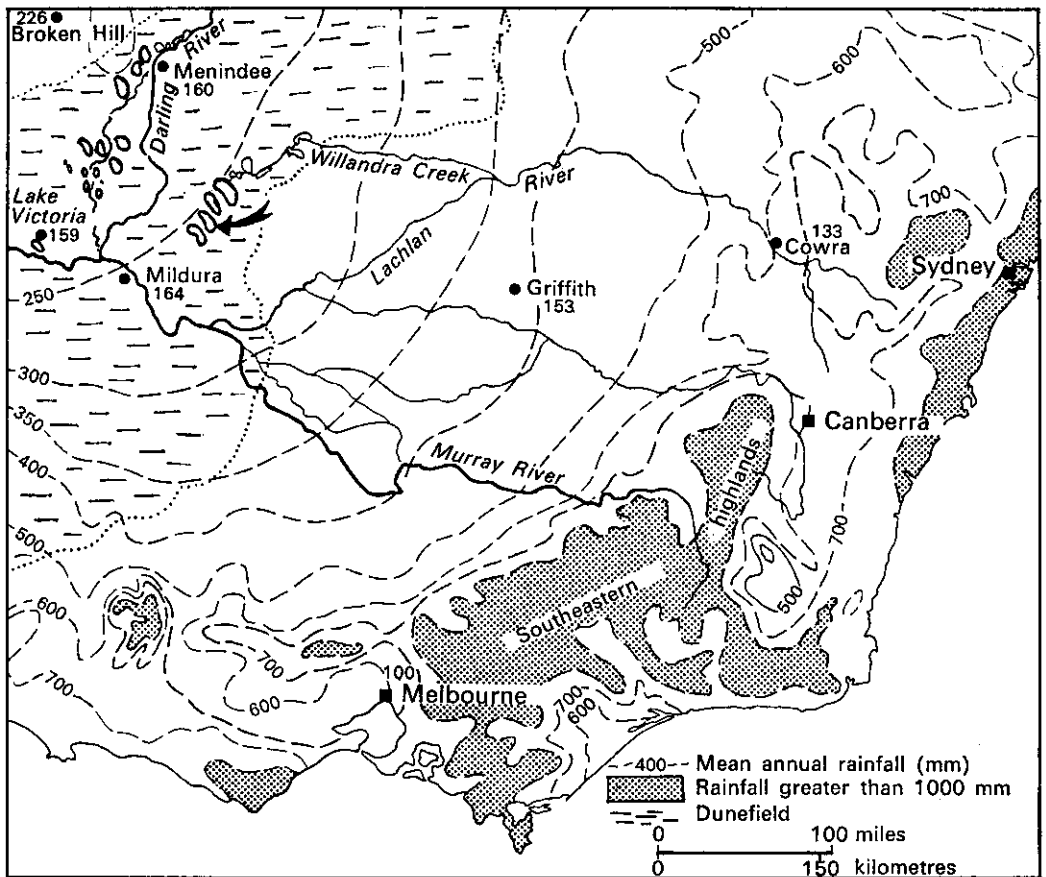 226
Broken Hill
River
Darling
Menindee
160
500
600
Willandra Creek
River
700
Lake
Victoria
159
Lachlan
133
Cowra
Sydney
Mildura
164
250
Griffith
153
300
350
400
Canberra
Murray River
highlands
500
700
Southeastern
500
600
700
700
600
100
Melbourne
700
600
400 Mean annual rainfall (mm)
Rainfall greater than 1000 mm
Dunefield
0 100 miles
0 150 kilometres